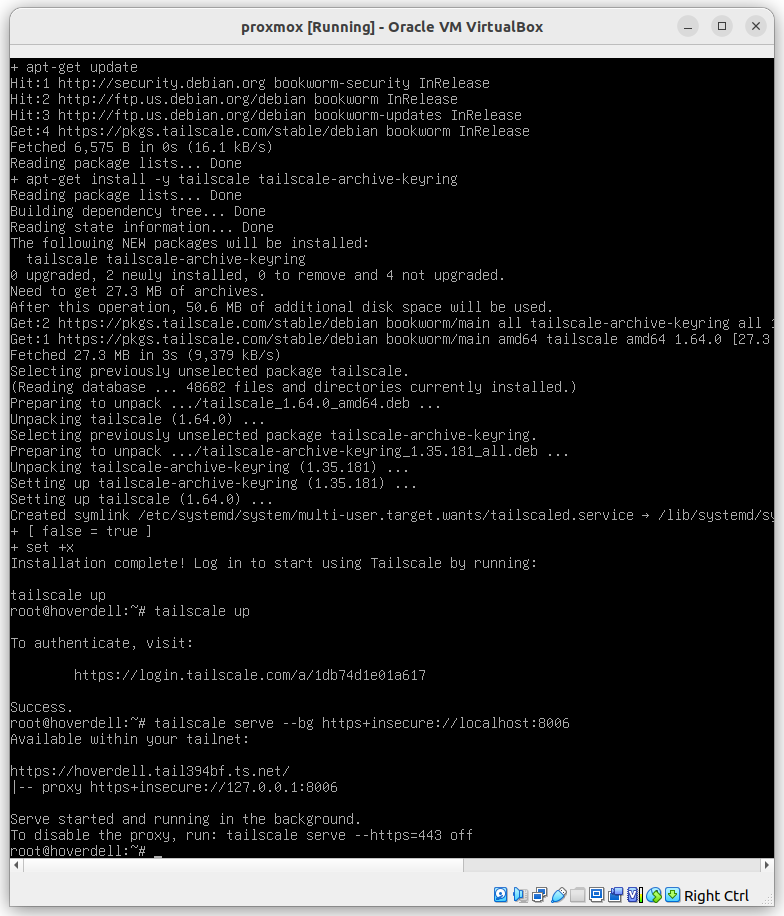 proxmox [Running] - Oracle VM VirtualBox
+ apt-get update
Hit:1 http://security.debian.org bookworm-security InRelease
Hit:2 http://ftp.us.debian.org/debian bookworm InRelease
Hit:3 http://ftp.us.debian.org/debian bookworm-updates InRelease
Get:4 https://pkgs.tailscale.com/stable/debian bookworm InRelease
Fetched 6,575 B in 0s (16.1 kB/s)
Reading package lists... Done
+ apt-get install -y tailscale tailscale-archive-keyring
Reading package lists... Done
Building dependency tree... Done
Reading state information... Done
The following NEW packages will be installed:
  tailscale tailscale-archive-keyring
0 upgraded, 2 newly installed, 0 to remove and 4 not upgraded.
Need to get 27.3 MB of archives.
After this operation, 50.6 MB of additional disk space will be used.
Get:2 https://pkgs.tailscale.com/stable/debian bookworm/main all tailscale-archive-keyring all 1
Get:1 https://pkgs.tailscale.com/stable/debian bookworm/main amd64 tailscale amd64 1.64.0 [27.3
Fetched 27.3 MB in 3s (9,379 kB/s)
Selecting previously unselected package tailscale.
(Reading database ... 48682 files and directories currently installed.)
Preparing to unpack .../tailscale_1.64.0_amd64.deb ...
Unpacking tailscale (1.64.0) ...
Selecting previously unselected package tailscale-archive-keyring.
Preparing to unpack .../tailscale-archive-keyring_1.35.181_all.deb ...
Unpacking tailscale-archive-keyring (1.35.181) ...
Setting up tailscale-archive-keyring (1.35.181) ...
Setting up tailscale (1.64.0) ...
Created symlink /etc/systemd/system/multi-user.target.wants/tailscaled.service → /lib/systemd/sy
+ [ false = true ]
+ set +x
Installation complete! Log in to start using Tailscale by running:

tailscale up
root@hoverdell:~# tailscale up

To authenticate, visit:

        https://login.tailscale.com/a/1db74d1e01a617

Success.
root@hoverdell:~# tailscale serve --bg https+insecure://localhost:8006
Available within your tailnet:

https://hoverdell.tail394bf.ts.net/
|-- proxy https+insecure://127.0.0.1:8006

Serve started and running in the background.
To disable the proxy, run: tailscale serve --https=443 off
root@hoverdell:~# _
Right Ctrl